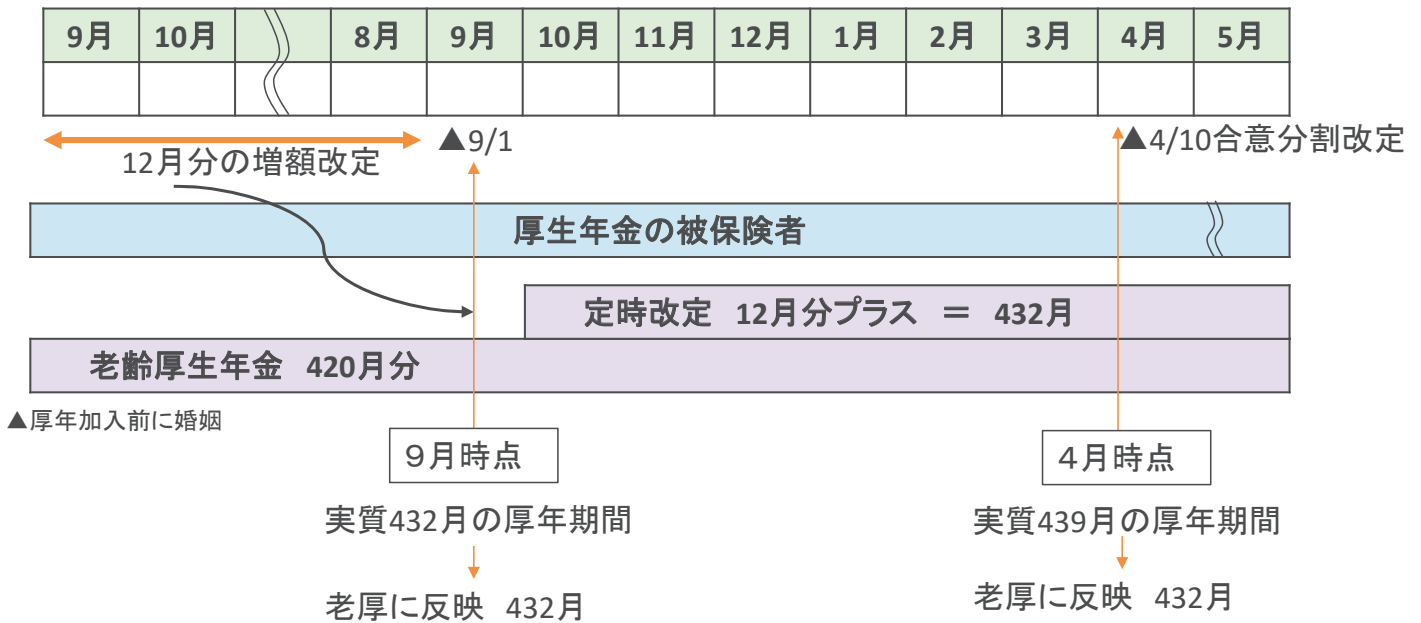 9月 10月 8月 9月 10月 11月 12月 1月 2月 3月 4月 5月
▲9/1
▲4/10合意分割改定
12月分の増額改定
厚生年金の被保険者
定時改定 12月分プラス ＝ 432月
老齢厚生年金 420月分
▲厚年加入前に婚姻
９月時点
４月時点
実質432月の厚年期間
実質439月の厚年期間
老厚に反映 432月
老厚に反映 432月